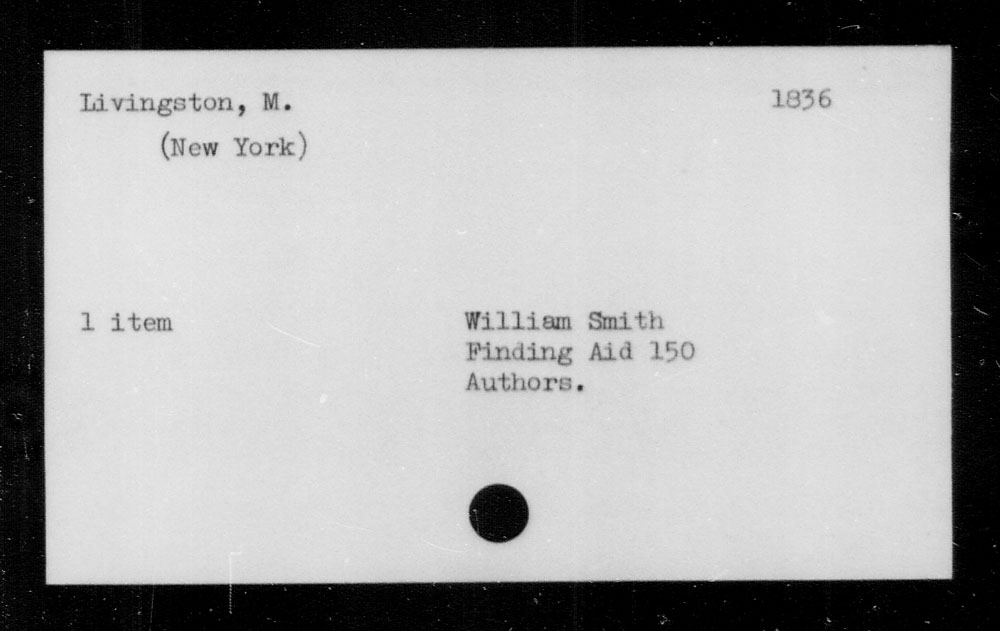 Livingston, M. 1836
(New York)
1 item William Smith
Finding Aid 150
Authors.